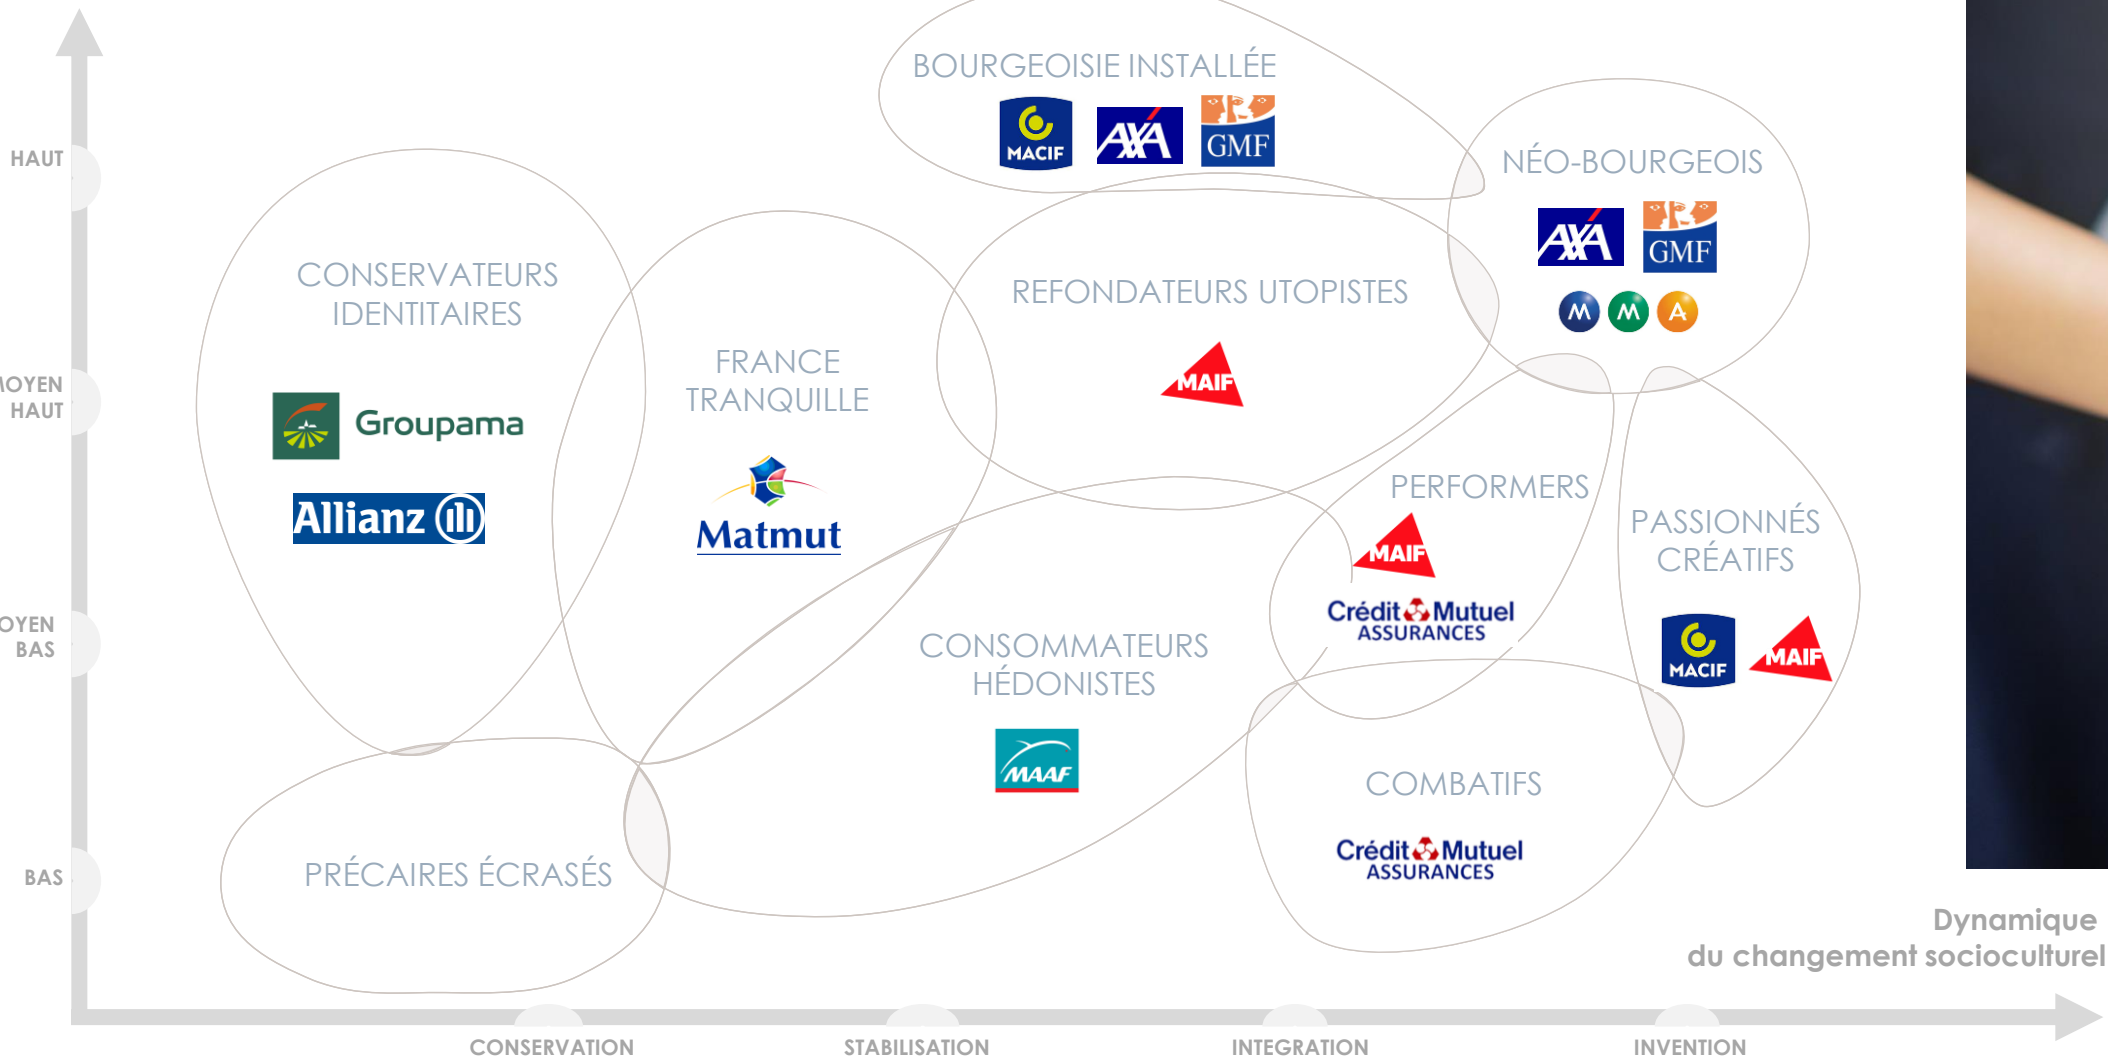 BOURGEOISIE INSTALLÉE
MACIF
AXA
GMF
HAUT
NÉO-BOURGEOIS
AXA
GMF
M M A
CONSERVATEURS
IDENTITAIRES
REFONDATEURS UTOPISTES
MAIF
FRANCE
TRANQUILLE
MOYEN
HAUT
Groupama
Allianz
Matmut
PERFORMERS
MAIF
Crédit Mutuel
ASSURANCES
PASSIONNÉS
CRÉATIFS
MACIF
MAIF
OYEN
BAS
CONSOMMATEURS
HÉDONISTES
MAAF
COMBATIFS
Crédit Mutuel
ASSURANCES
PRÉCAIRES ÉCRASÉS
BAS
Dynamique
du changement socioculturel
CONSERVATION
STABILISATION
INTEGRATION
INVENTION